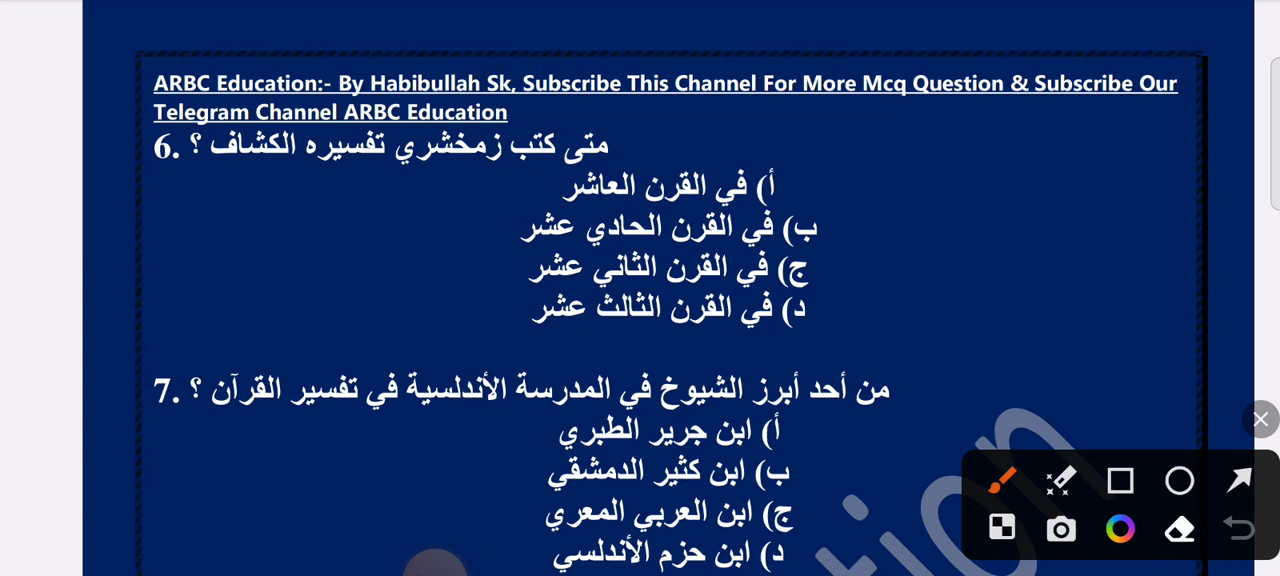 ARBC Education:- By Habibullah Sk, Subscribe This Channel For More Mcq Question & Subscribe Our
Telegram Channel ARBC Education
6. متى كتب زمخشري تفسيره الكشاف ؟
أ) في القرن العاشر
ب) في القرن الحادي عشر
ج) في القرن الثاني عشر
د) في القرن الثالث عشر
7. من أحد أبرز الشيوخ في المدرسة الأندلسية في تفسير القرآن ؟
أ) ابن جرير الطبري
ب) ابن كثير الدمشقي
ج) ابن العربي المعري
د) ابن حزم الأندلسي